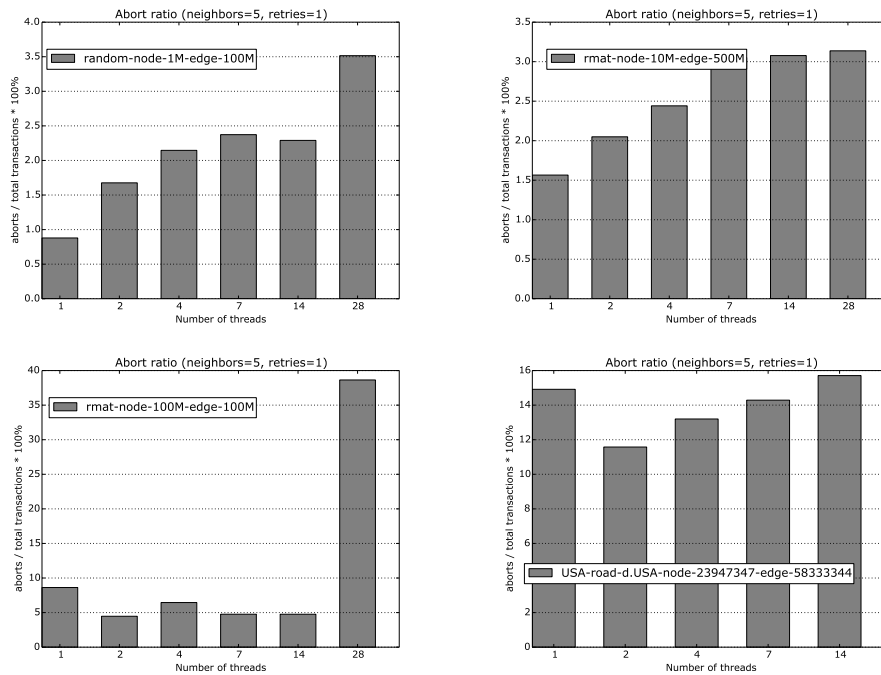 Abort ratio (neighbors=5, retries=1)
4.0
3.5
3.0
2.5
2.0
1.5
1.0
0.5
0.0
aborts / total transactions * 100%
random-node-1M-edge-100M
1 2 4 7 14 28
Number of threads
Abort ratio (neighbors=5, retries=1)
3.5
3.0
2.5
2.0
1.5
1.0
0.5
0.0
aborts / total transactions * 100%
rmat-node-10M-edge-500M
1 2 4 7 14 28
Number of threads
Abort ratio (neighbors=5, retries=1)
40
35
30
25
20
15
10
5
0
aborts / total transactions * 100%
rmat-node-100M-edge-100M
1 2 4 7 14 28
Number of threads
Abort ratio (neighbors=5, retries=1)
16
14
12
10
8
6
4
2
0
aborts / total transactions * 100%
USA-road-d.USA-node-23947347-edge-58333344
1 2 4 7 14
Number of threads